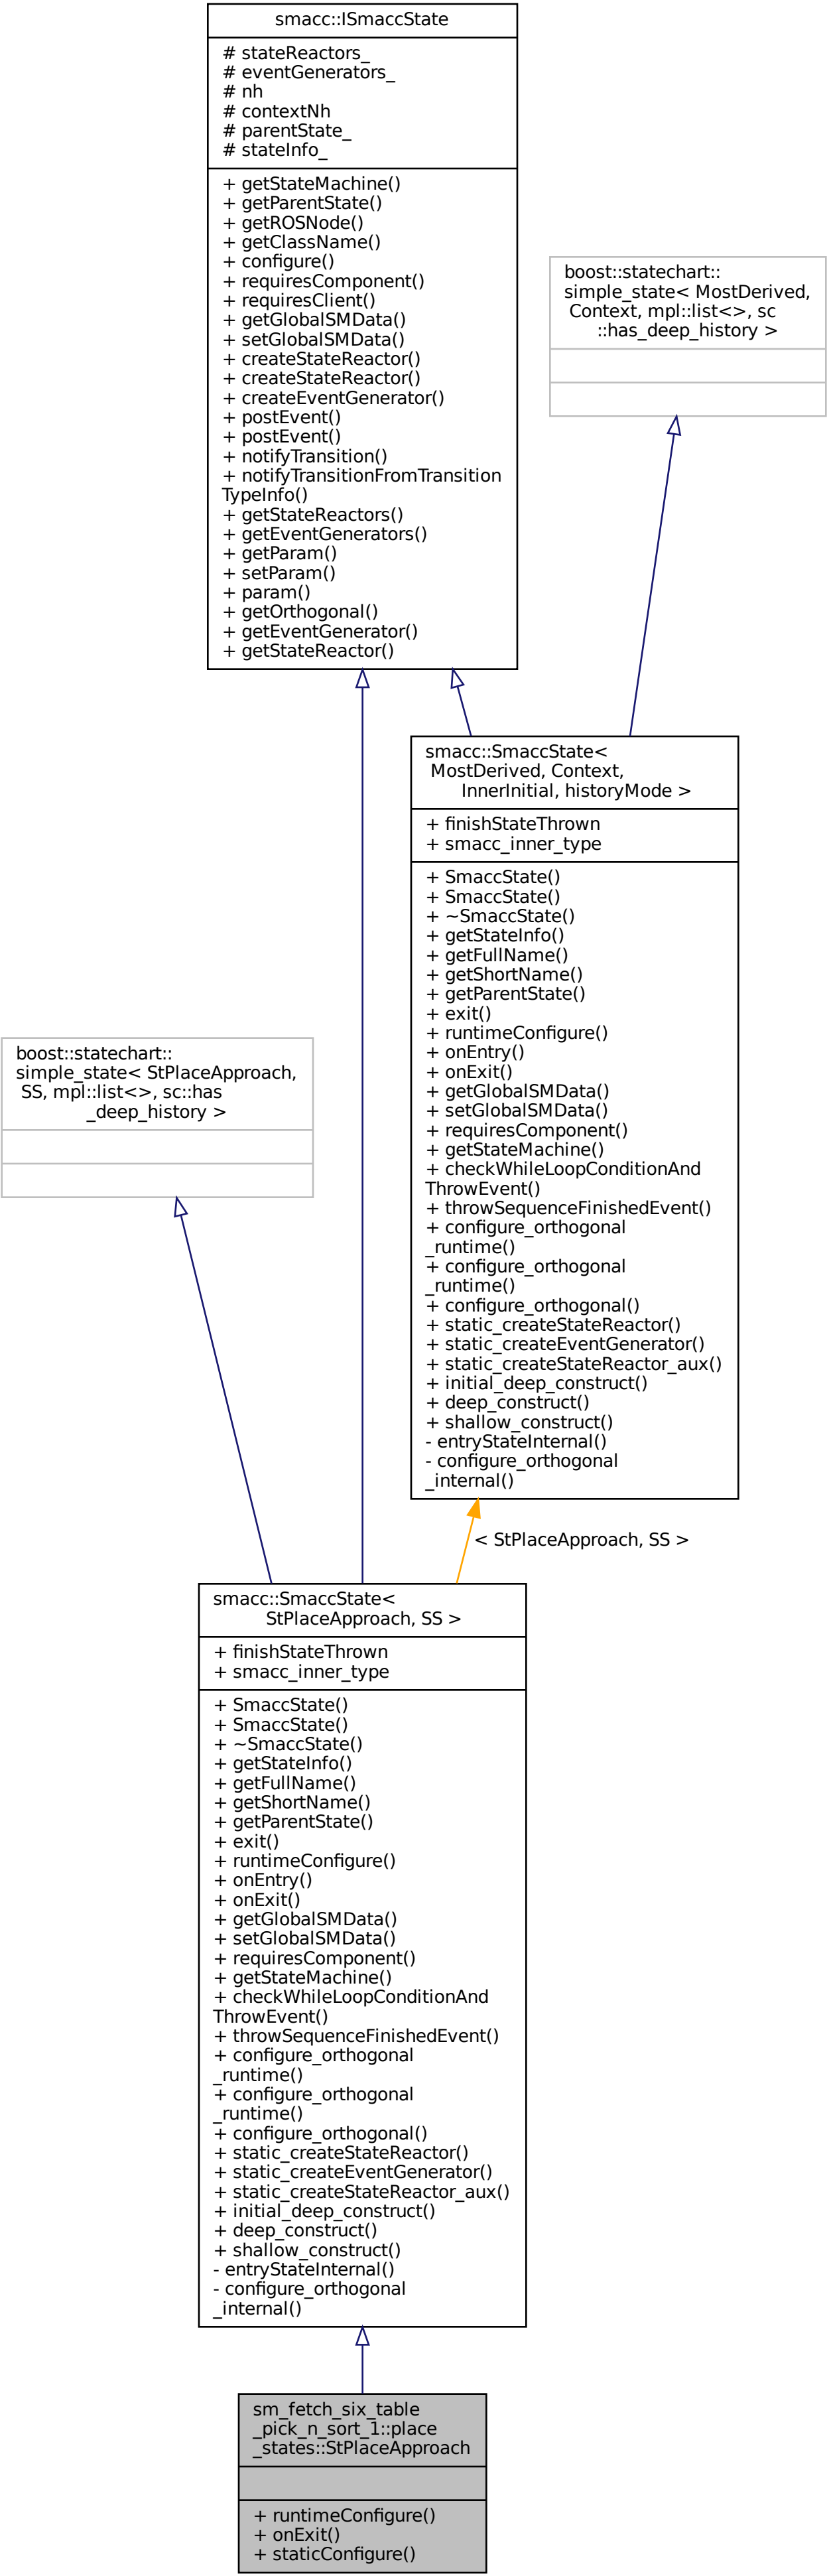 smacc::ISmaccState
# stateReactors_
# eventGenerators_
# nh
# contextNh
# parentState_
# stateInfo_
+ getStateMachine()
+ getParentState()
+ getROSNode()
+ getClassName()
+ configure()
+ requiresComponent()
+ requiresClient()
+ getGlobalSMData()
+ setGlobalSMData()
+ createStateReactor()
+ createStateReactor()
+ createEventGenerator()
+ postEvent()
+ postEvent()
+ notifyTransition()
+ notifyTransitionFromTransition
TypeInfo()
+ getStateReactors()
+ getEventGenerators()
+ getParam()
+ setParam()
+ param()
+ getOrthogonal()
+ getEventGenerator()
+ getStateReactor()
boost::statechart::
simple_state< MostDerived,
Context, mpl::list<>, sc
::has_deep_history >
smacc::SmaccState<
MostDerived, Context,
InnerInitial, historyMode >
+ finishStateThrown
+ smacc_inner_type
+ SmaccState()
+ SmaccState()
+ ~SmaccState()
+ getStateInfo()
+ getFullName()
+ getShortName()
+ getParentState()
+ exit()
+ runtimeConfigure()
+ onEntry()
+ onExit()
+ getGlobalSMData()
+ setGlobalSMData()
+ requiresComponent()
+ getStateMachine()
+ checkWhileLoopConditionAnd
ThrowEvent()
+ throwSequenceFinishedEvent()
+ configure_orthogonal
_runtime()
+ configure_orthogonal
_runtime()
+ configure_orthogonal()
+ static_createStateReactor()
+ static_createEventGenerator()
+ static_createStateReactor_aux()
+ initial_deep_construct()
+ deep_construct()
+ shallow_construct()
- entryStateInternal()
- configure_orthogonal
_internal()
boost::statechart::
simple_state< StPlaceApproach,
SS, mpl::list<>, sc::has
_deep_history >
< StPlaceApproach, SS >
smacc::SmaccState<
StPlaceApproach, SS >
+ finishStateThrown
+ smacc_inner_type
+ SmaccState()
+ SmaccState()
+ ~SmaccState()
+ getStateInfo()
+ getFullName()
+ getShortName()
+ getParentState()
+ exit()
+ runtimeConfigure()
+ onEntry()
+ onExit()
+ getGlobalSMData()
+ setGlobalSMData()
+ requiresComponent()
+ getStateMachine()
+ checkWhileLoopConditionAnd
ThrowEvent()
+ throwSequenceFinishedEvent()
+ configure_orthogonal
_runtime()
+ configure_orthogonal
_runtime()
+ configure_orthogonal()
+ static_createStateReactor()
+ static_createEventGenerator()
+ static_createStateReactor_aux()
+ initial_deep_construct()
+ deep_construct()
+ shallow_construct()
- entryStateInternal()
- configure_orthogonal
_internal()
sm_fetch_six_table
_pick_n_sort_1::place
_states::StPlaceApproach
+ runtimeConfigure()
+ onExit()
+ staticConfigure()